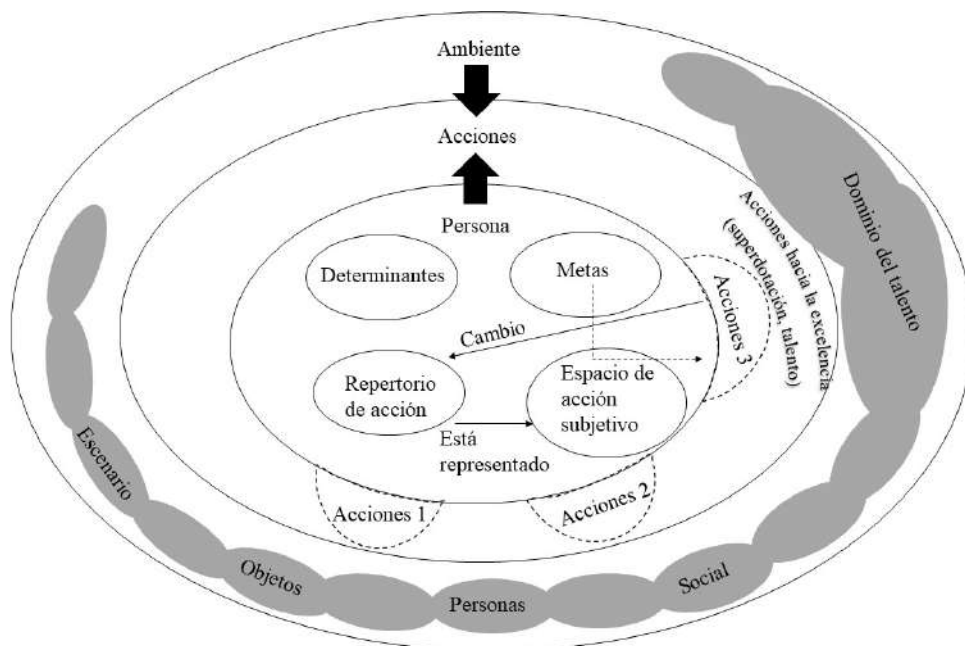 Ambiente
Acciones
Persona
Determinantes
Metas
Cambio
Repertorio
de acción
Espacio de
acción
subjetivo
Está
representado
Acciones 1
Acciones 2
Acciones 3
Acciones hacia la excelencia
(superdotación, talento)
Dominio del talento
Escenario
Objetos
Personas
Social